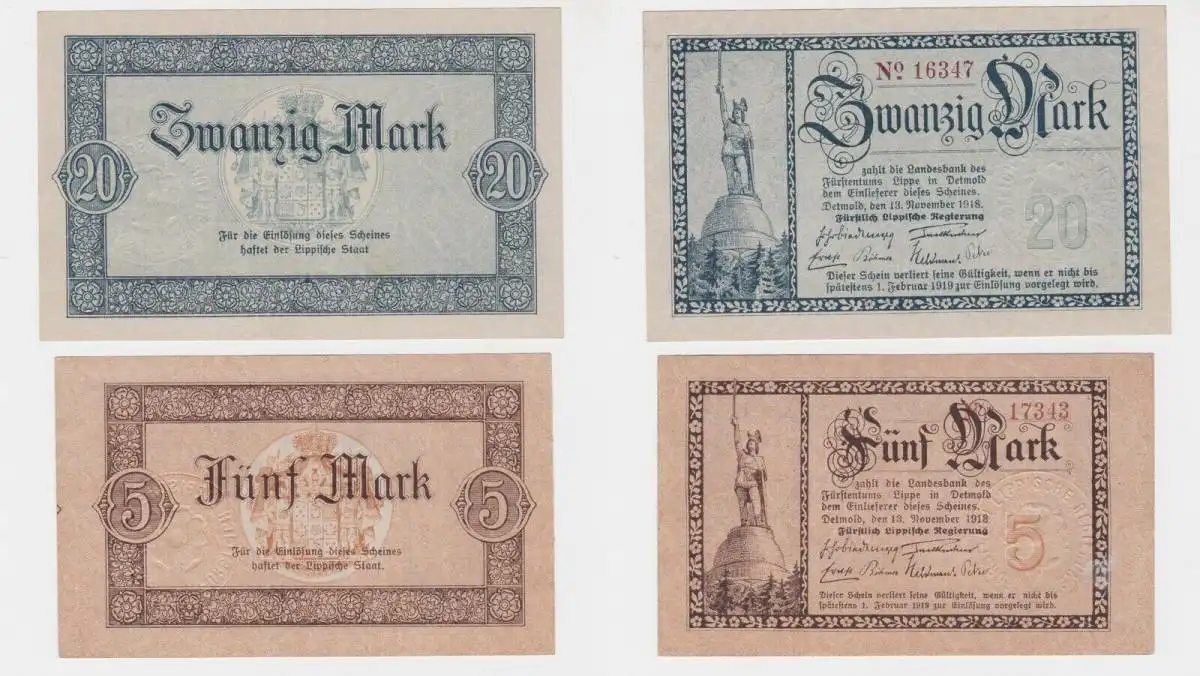 Zwanzig Mark
20 20
Für die Einlösung dieses Scheines
haftet der Lippische Staat
Nº 16347
Zwanzig Mark
zahlt die Landesbank des
Fürstentums Lippe in Detmold
dem Einlieferer dieses Scheines.
Detmold, den 13. November 1918.
Fürstlich Lippische Regierung
20
Dieser Schein verliert seine Gültigkeit, wenn er nicht bis
spätestens 1. Februar 1919 zur Einlösung vorgelegt wird.
Fünf Mark
5 5
Für die Einlösung dieses Scheines
haftet der Lippische Staat.
17343
Fünf Mark
zahlt die Landesbank des
Fürstentums Lippe in Detmold
dem Einlieferer dieses Scheines.
Detmold, den 13. November 1918
Fürstlich Lippische Regierung
5
Dieser Schein verliert seine Gültigkeit, wenn er nicht bis
spätestens 1. Februar 1919 zur Einlösung vorgelegt wird.